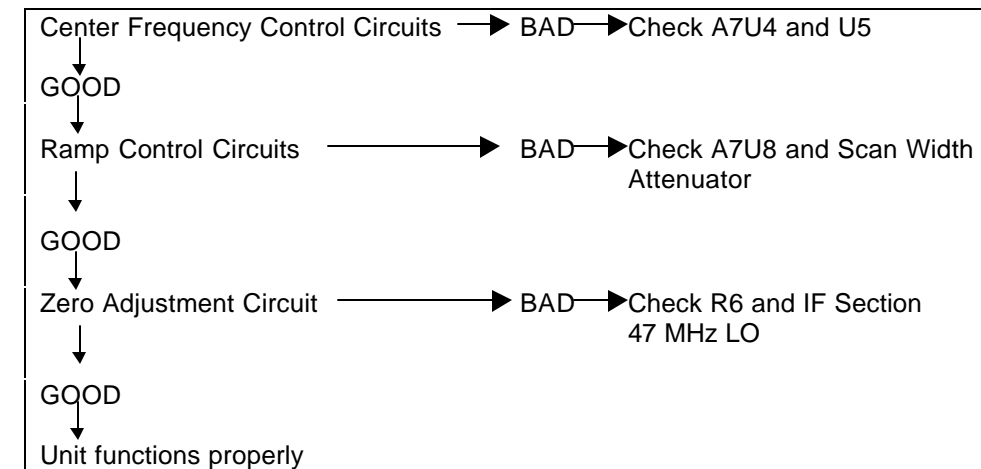 Center Frequency Control Circuits BAD Check A7U4 and U5
GOOD
Ramp Control Circuits BAD Check A7U8 and Scan Width
Attenuator
GOOD
Zero Adjustment Circuit BAD Check R6 and IF Section
47 MHz LO
GOOD
Unit functions properly